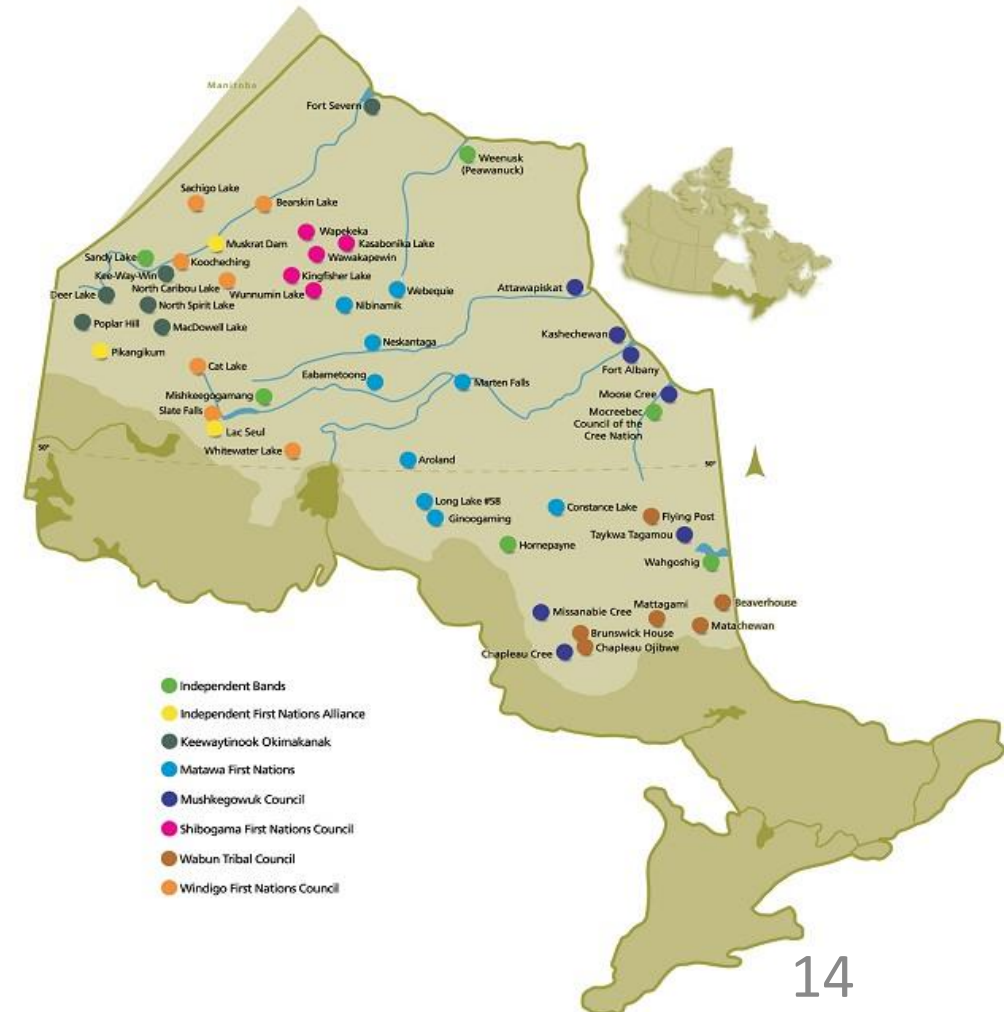 Manitoba
Fort Severn
Weenusk
(Peawanuck)
Sachigo Lake
Bearskin Lake
Wapekeka
Muskrat Dam
Kasabonika Lake
Wawakapewin
Sandy Lake
Koocheching
Kee-Way-Win
Kingfisher Lake
North Caribou Lake
Wunnumin Lake
Webequie
Attawapiskat
Deer Lake
North Spirit Lake
Nibinamik
Poplar Hill
MacDowell Lake
Kashechewan
Neskantaga
Pikangikum
Fort Albany
Cat Lake
Eabametoong
Marten Falls
Mishkeegogamang
Moose Cree
Slate Falls
Mocreebec
Council of the
Cree Nation
Lac Seul
Whitewater Lake
50°
Aroland
50°
Long Lake #58
Constance Lake
Ginoogaming
Flying Post
Taykwa Tagamou
Hornepayne
Wahgoshig
Beaverhouse
Missanabie Cree
Mattagami
Matachewan
Brunswick House
Chapleau Ojibwe
Chapleau Cree
Independent Bands
Independent First Nations Alliance
Keewaytinook Okimakanak
Matawa First Nations
Mushkegowuk Council
Shibogama First Nations Council
Wabun Tribal Council
Windigo First Nations Council
14